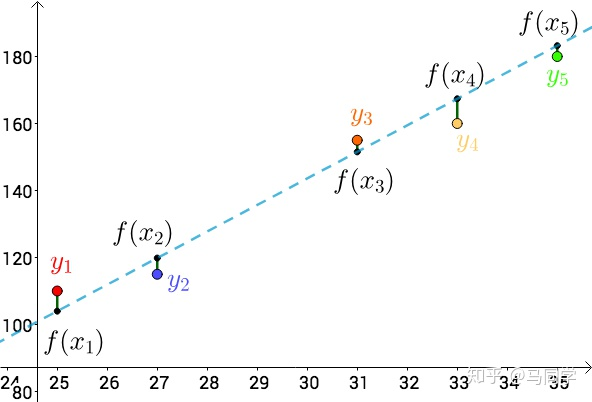 180
160
140
120
100
80
f(x₅)
y₅
f(x₄)
y₄
y₃
f(x₃)
f(x₂)
y₂
y₁
f(x₁)
24 25 26 27 28 29 30 31 32 33 34 35
知乎 @马同学